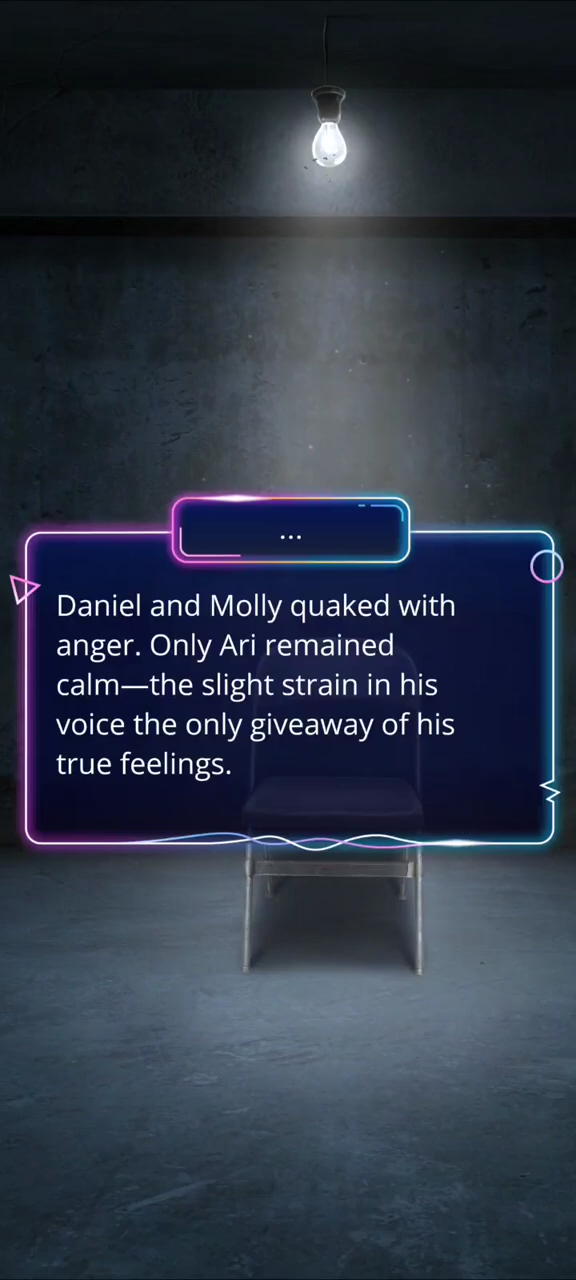 ...
Daniel and Molly quaked with
anger. Only Ari remained
calm—the slight strain in his
voice the only giveaway of his
true feelings.